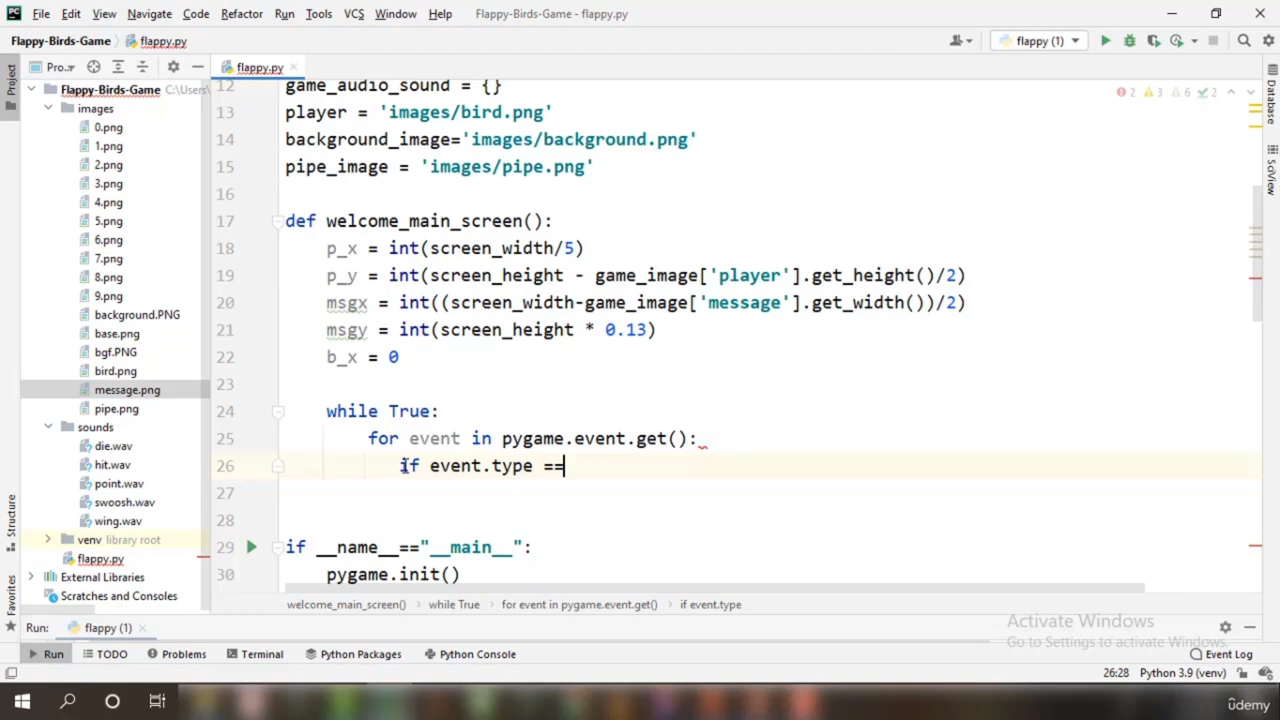 PC File Edit View Navigate Code Refactor Run Tools VCS Window Help Flappy-Birds-Game - flappy.py
Flappy-Birds-Game flappy.py flappy (1)
Project Pro.. flappy.py
12 game_audio_sound = {}
13 player = 'images/bird.png'
14 background_image='images/background.png'
15 pipe_image = 'images/pipe.png'
16
17 def welcome_main_screen():
18 p_x = int(screen_width/5)
19 p_y = int(screen_height - game_image['player'].get_height()/2)
20 msgx = int((screen_width-game_image['message'].get_width())/2)
21 msgy = int(screen_height * 0.13)
22 b_x = 0
23
24 while True:
25 for event in pygame.event.get():
26 if event.type ==
27
28
29 if __name__=="__main__":
30 pygame.init()
2 3 6 2
Flappy-Birds-Game C:\Users\
images
0.png
1.png
2.png
3.png
4.png
5.png
6.png
7.png
8.png
9.png
background.PNG
base.png
bgf.PNG
bird.png
message.png
pipe.png
sounds
die.wav
hit.wav
point.wav
swoosh.wav
wing.wav
venv library root
flappy.py
External Libraries
Scratches and Consoles
Structure
Favorites
Database
SciView
welcome_main_screen() while True for event in pygame.event.get() if event.type
Activate Windows
Go to Settings to activate Windows.
Run: flappy (1)
Run TODO Problems Terminal Python Packages Python Console Event Log
26:28 Python 3.9 (venv)
ûdemy